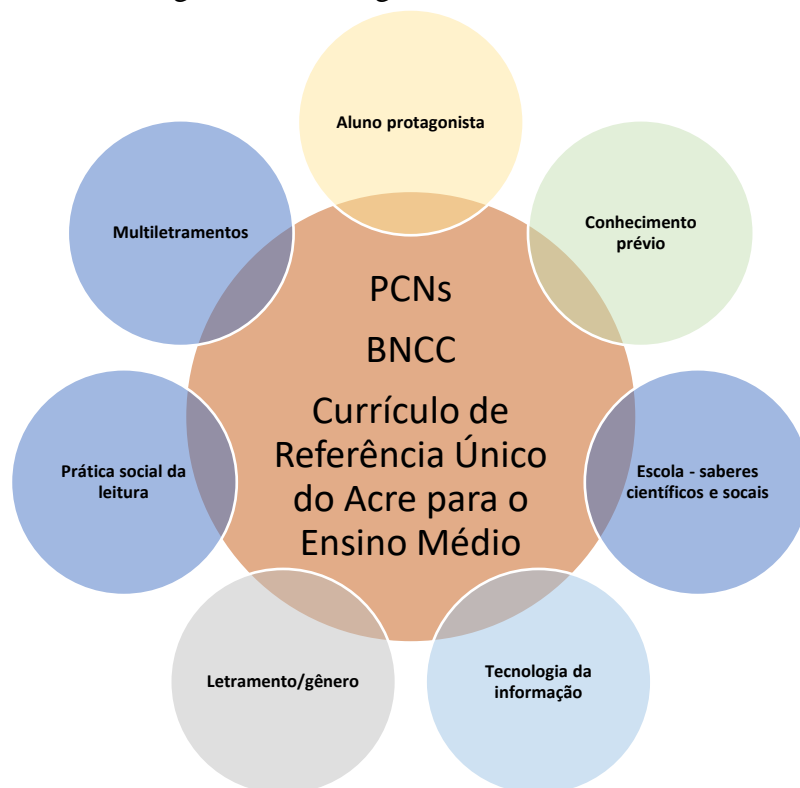 Aluno protagonista
Multiletramentos
Conhecimento
prévio
PCNs
BNCC
Currículo de
Referência Único
do Acre para o
Ensino Médio
Prática social da
leitura
Escola - saberes
científicos e socais
Letramento/gênero
Tecnologia da
informação